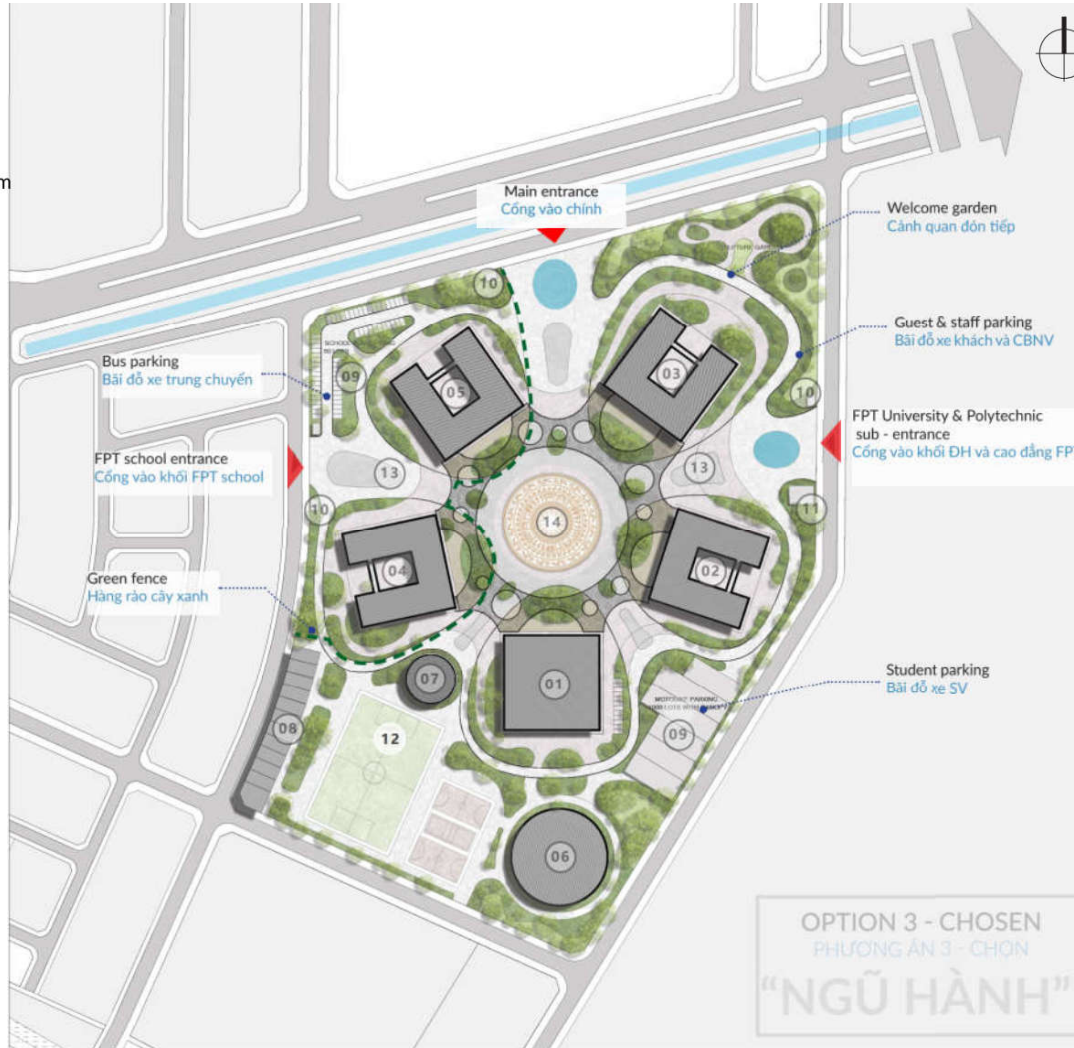 m
Main entrance
Cổng vào chính
Welcome garden
Cảnh quan đón tiếp
Guest & staff parking
Bãi đỗ xe khách và CBNV
Bus parking
Bãi đỗ xe trung chuyển
FPT school entrance
Cổng vào khối FPT school
FPT University & Polytechnic
sub - entrance
Cổng vào khối ĐH và cao đẳng FP
Green fence
Hàng rào cây xanh
Student parking
Bãi đỗ xe SV
10
09
05
03
10
13
13
10
14
11
04
02
07
01
08
12
09
06
PARKING
OPTION 3 - CHOSEN
PHƯƠNG ÁN 3 - CHỌN
“NGŨ HÀNH”